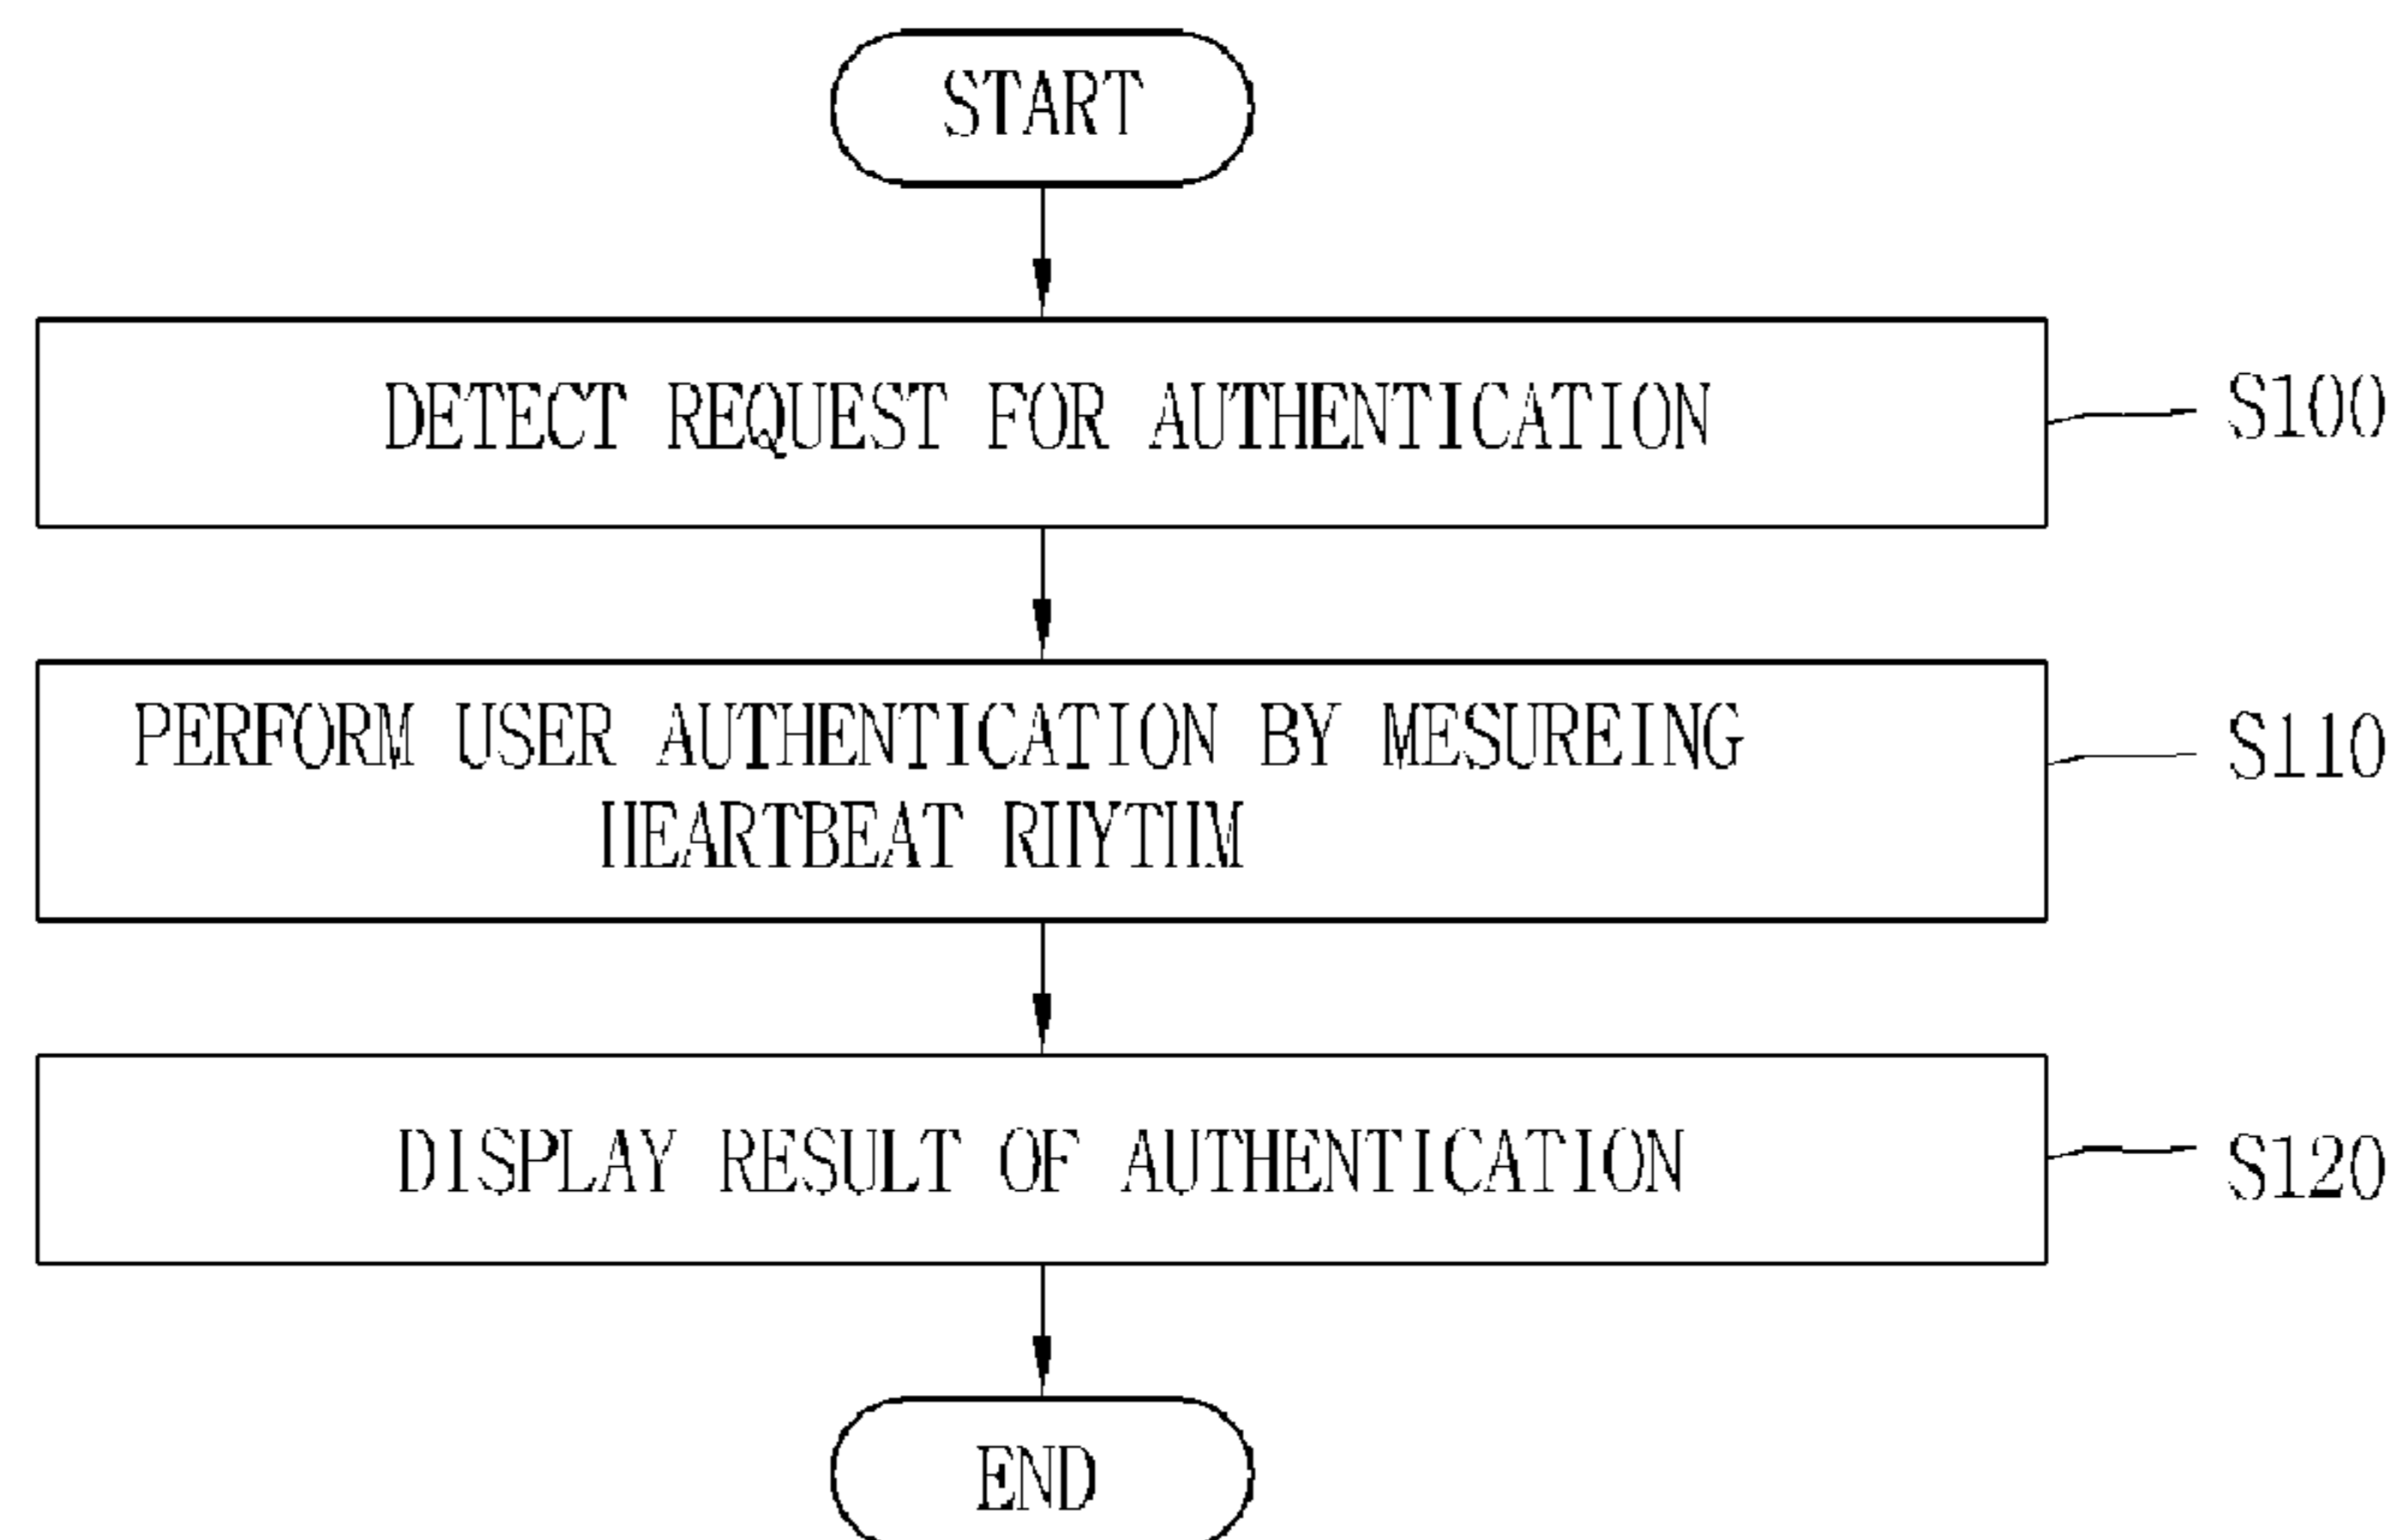 START
DETECT REQUEST FOR AUTHENTICATION
S100
PERFORM USER AUTHENTICATION BY MESUREING
HEARTBEAT RHYTHM
S110
DISPLAY RESULT OF AUTHENTICATION
S120
END